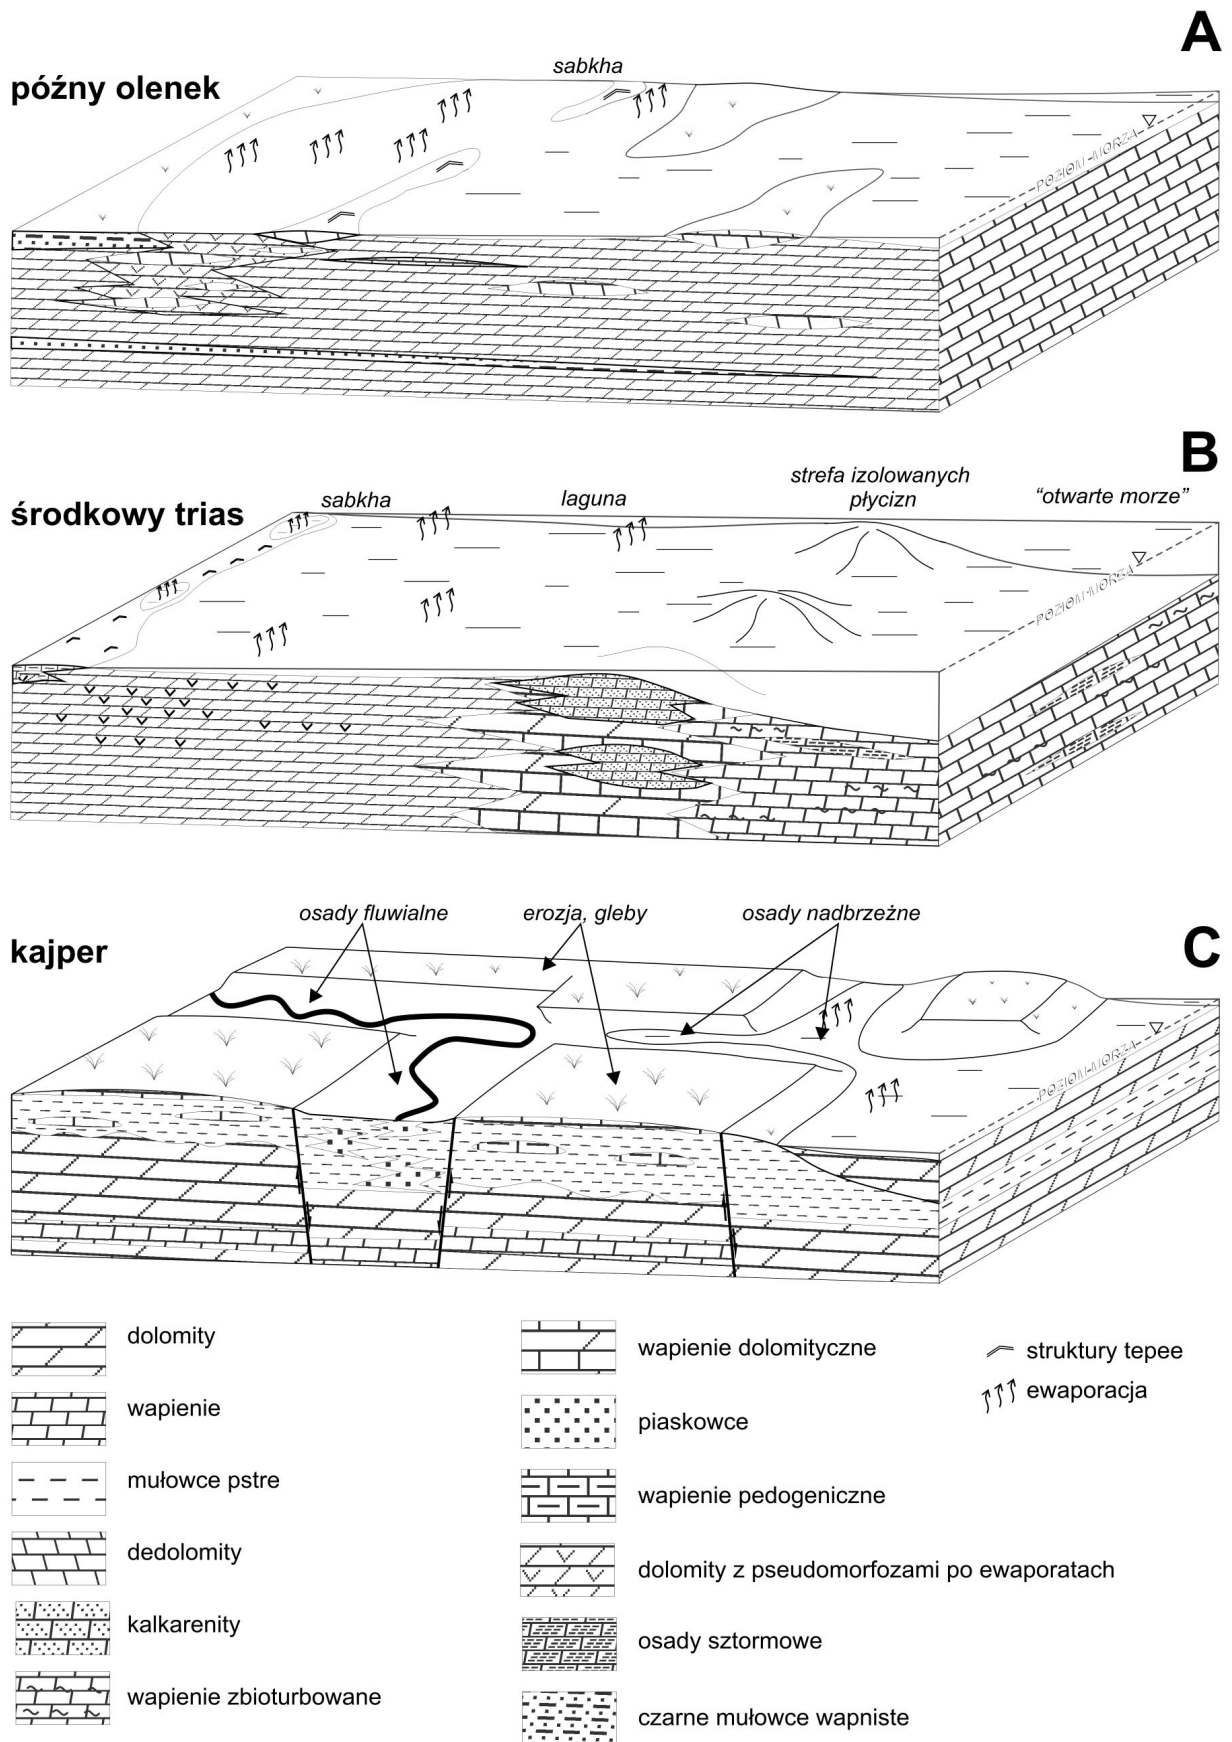 A
sabkha
późny olenek
POZIOM MORZA
B
strefa izolowanych
płycizn
"otwarte morze"
sabkha
laguna
środkowy trias
POZIOM MORZA
osady fluwialne
erozja, gleby
osady nadbrzeżne
C
kajper
POZIOM MORZA
dolomity
wapienie
mułowce pstre
dedolomity
kalkarenity
wapienie zbioturbowane
wapienie dolomityczne
piaskowce
wapienie pedogeniczne
dolomity z pseudomorfozami po ewaporatach
osady sztormowe
czarne mułowce wapniste
struktury tepee
ewaporacja